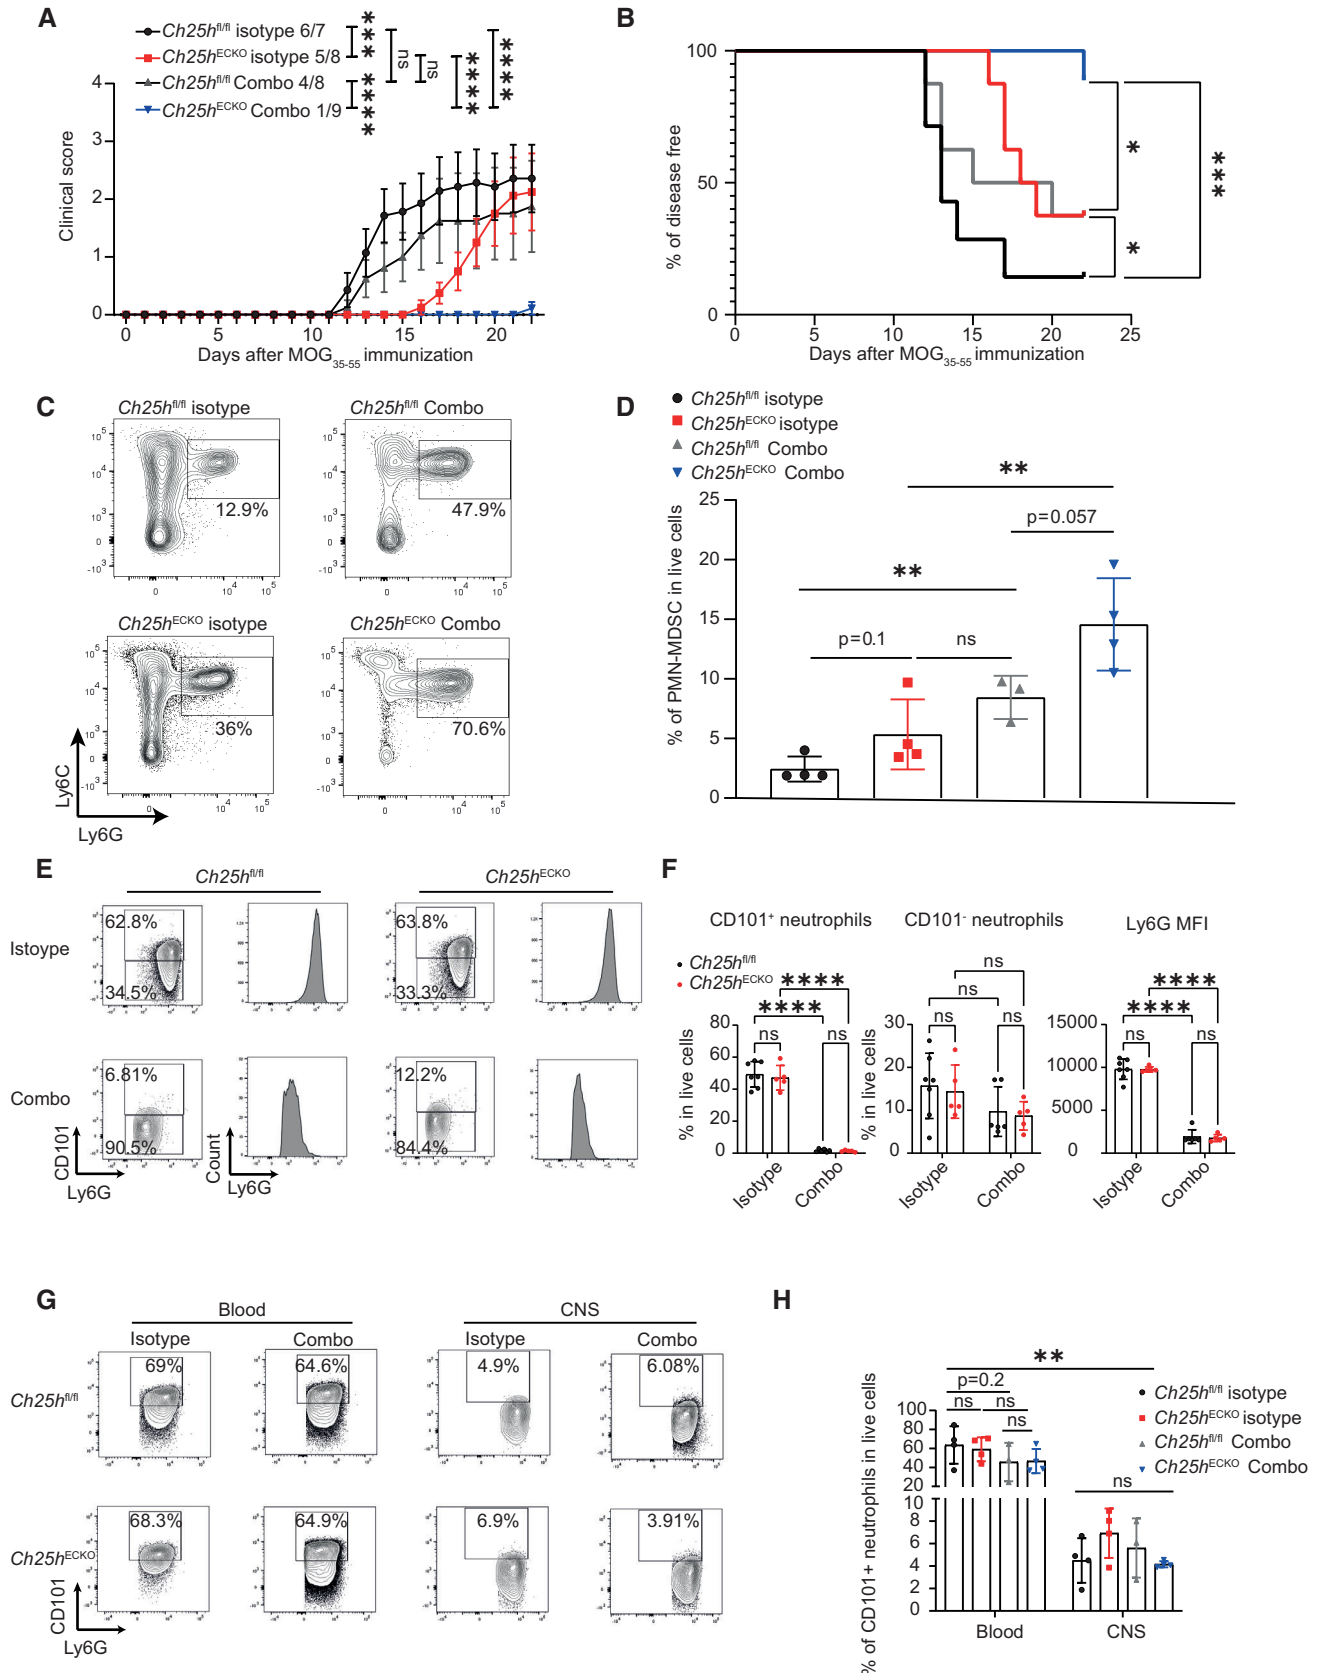 A
Ch25h^fl/fl isotype 6/7
Ch25h^ECKO isotype 5/8
Ch25h^fl/fl Combo 4/8
Ch25h^ECKO Combo 1/9
***
****
ns
ns
****
****
Clinical score
4
3
2
1
0
0 5 10 15 20
Days after MOG35-55 immunization
B
% of disease free
100
50
0
0 5 10 15 20 25
Days after MOG35-55 immunization
*
*
***
C
Ch25h^fl/fl isotype
Ch25h^fl/fl Combo
12.9%
47.9%
Ch25h^ECKO isotype
Ch25h^ECKO Combo
36%
70.6%
Ly6C
Ly6G
D
Ch25h^fl/fl isotype
Ch25h^ECKO isotype
Ch25h^fl/fl Combo
Ch25h^ECKO Combo
% of PMN-MDSC in live cells
25
20
15
10
5
0
**
p=0.057
**
p=0.1
ns
E
Ch25h^fl/fl
Ch25h^ECKO
Istoype
62.8%
34.5%
63.8%
33.3%
Combo
6.81%
90.5%
12.2%
84.4%
CD101
Ly6G
Count
Ly6G
F
CD101+ neutrophils
CD101- neutrophils
Ly6G MFI
Ch25h^fl/fl
Ch25h^ECKO
****
****
ns
ns
% in live cells
80
60
40
20
0
Isotype
Combo
ns
ns
ns
ns
% in live cells
30
20
10
0
Isotype
Combo
****
****
ns
ns
15000
10000
5000
0
Isotype
Combo
G
Blood
CNS
Isotype
Combo
Isotype
Combo
Ch25h^fl/fl
69%
64.6%
4.9%
6.08%
Ch25h^ECKO
68.3%
64.9%
6.9%
3.91%
CD101
Ly6G
H
**
p=0.2
ns
ns
ns
ns
Ch25h^fl/fl isotype
Ch25h^ECKO isotype
Ch25h^fl/fl Combo
Ch25h^ECKO Combo
% of CD101+ neutrophils in live cells
100
80
60
40
20
10
8
6
4
2
0
Blood
CNS